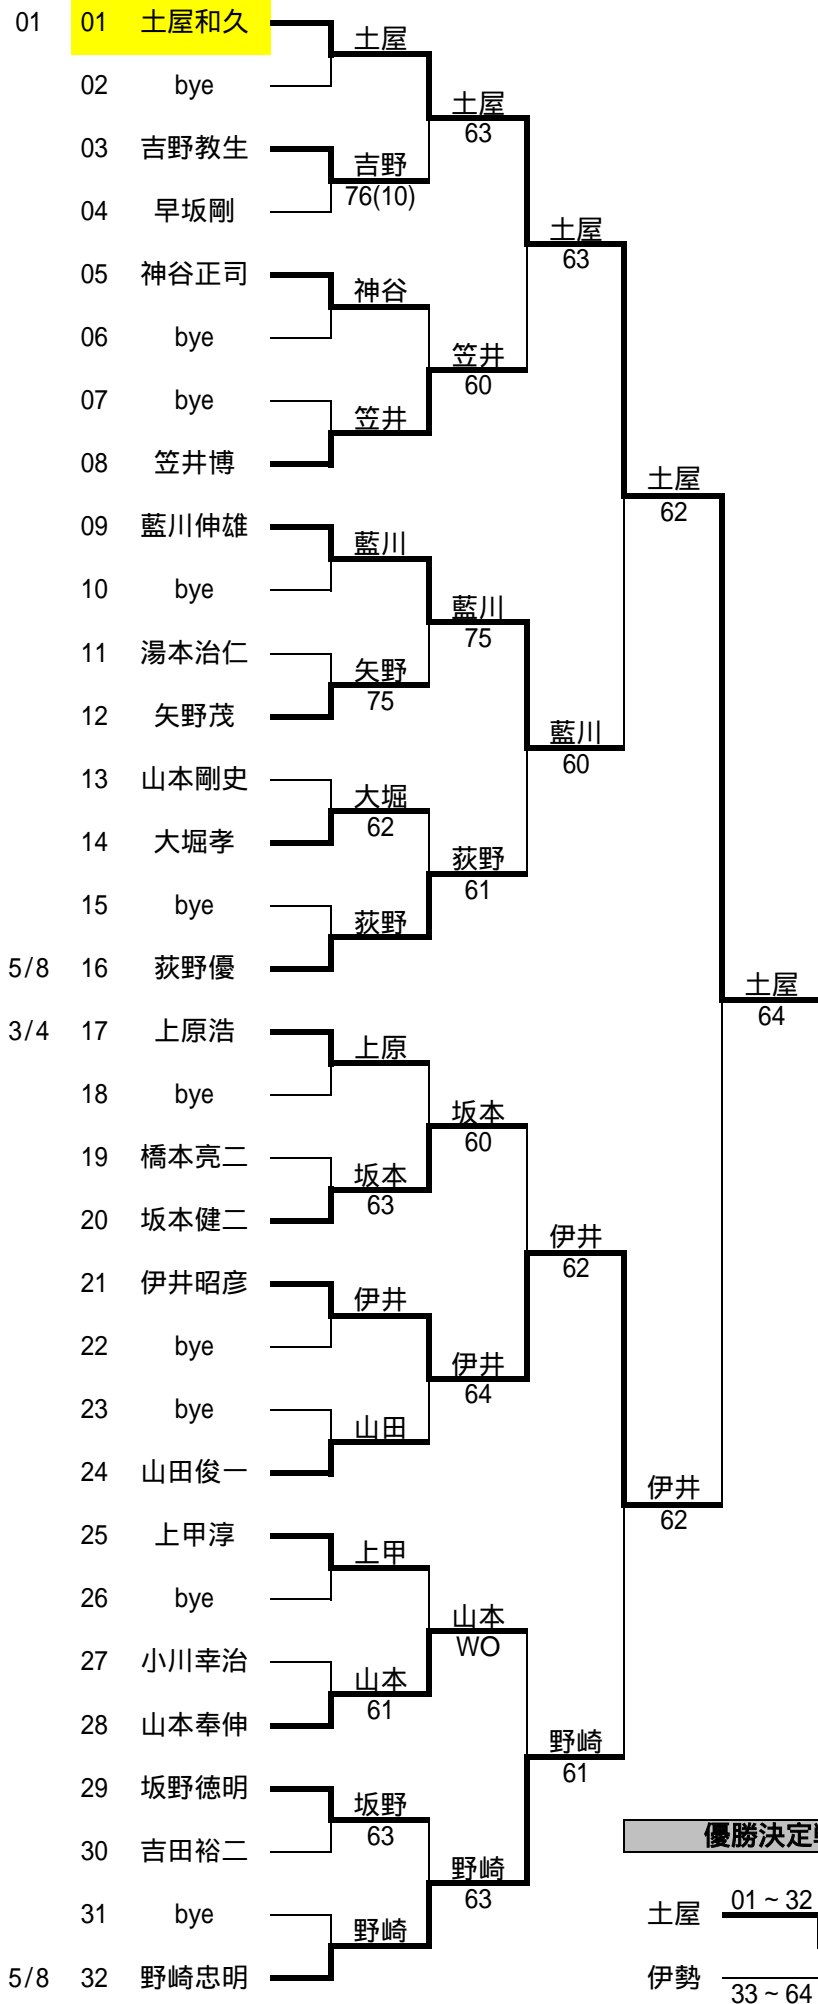 01 01 土屋和久
土屋
02 bye
土屋
63
03 吉野教生
吉野
76(10)
04 早坂剛
土屋
63
05 神谷正司
神谷
06 bye
笠井
60
07 bye
笠井
08 笠井博
土屋
62
09 藍川伸雄
藍川
10 bye
藍川
75
11 湯本治仁
矢野
75
12 矢野茂
藍川
60
13 山本剛史
大堀
62
14 大堀孝
荻野
61
15 bye
荻野
5/8 16 荻野優
土屋
64
3/4 17 上原浩
上原
18 bye
坂本
60
19 橋本亮二
坂本
63
20 坂本健二
伊井
62
21 伊井昭彦
伊井
22 bye
伊井
64
23 bye
山田
24 山田俊一
伊井
62
25 上甲淳
上甲
26 bye
山本
WO
27 小川幸治
山本
61
28 山本奉伸
野崎
61
29 坂野徳明
坂野
63
30 吉田裕二
野崎
63
31 bye
野崎
5/8 32 野崎忠明
優勝決定
土屋 01 ~ 32
伊勢
33 ~ 64